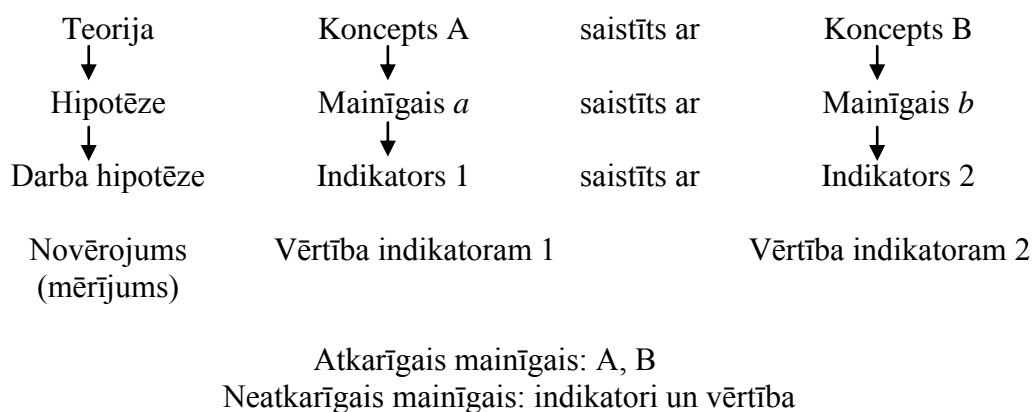 Teorija Koncepts A saistīts ar Koncepts B
Hipotēze Mainīgais a saistīts ar Mainīgais b
Darba hipotēze Indikators 1 saistīts ar Indikators 2
Novērojums Vērtība indikatoram 1 Vērtība indikatoram 2
(mērījums)
Atkarīgais mainīgais: A, B
Neatkarīgais mainīgais: indikatori un vērtība